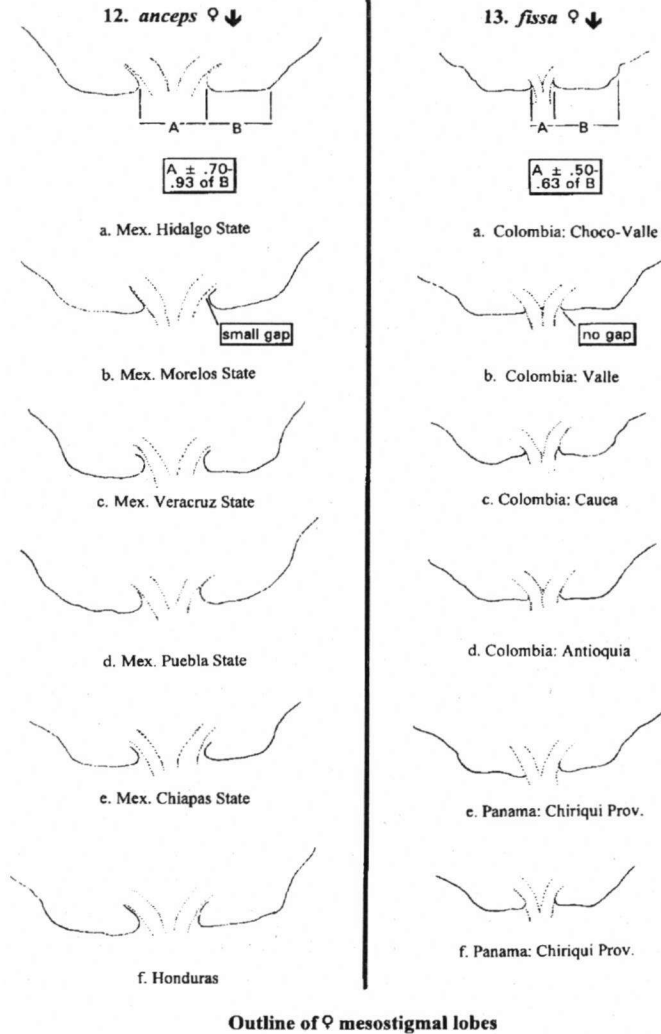 12. anceps ♀ ↓
A
B
A ± .70-
.93 of B
a. Mex. Hidalgo State
small gap
b. Mex. Morelos State
c. Mex. Veracruz State
d. Mex. Puebla State
e. Mex. Chiapas State
f. Honduras
13. fissa ♀ ↓
A
B
A ± .50-
.63 of B
a. Colombia: Choco-Valle
no gap
b. Colombia: Valle
c. Colombia: Cauca
d. Colombia: Antioquia
e. Panama: Chiriqui Prov.
f. Panama: Chiriqui Prov.
Outline of ♀ mesostigmal lobes